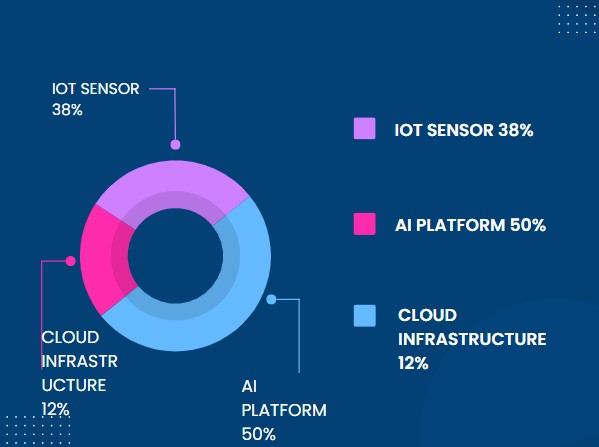 IOT SENSOR
38%
IOT SENSOR 38%
AI PLATFORM 50%
CLOUD
INFRASTRUCTURE
12%
CLOUD
INFRASTR
UCTURE
12%
AI
PLATFORM
50%